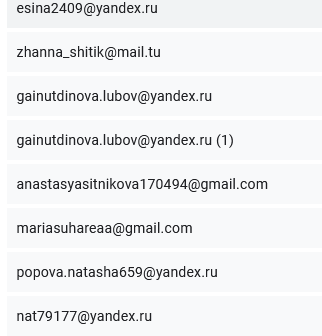 esina2409@yandex.ru
zhanna_shitik@mail.tu
gainutdinova.lubov@yandex.ru
gainutdinova.lubov@yandex.ru (1)
anastasyasitnikova170494@gmail.com
mariasuhareaa@gmail.com
popova.natasha659@yandex.ru
nat79177@yandex.ru